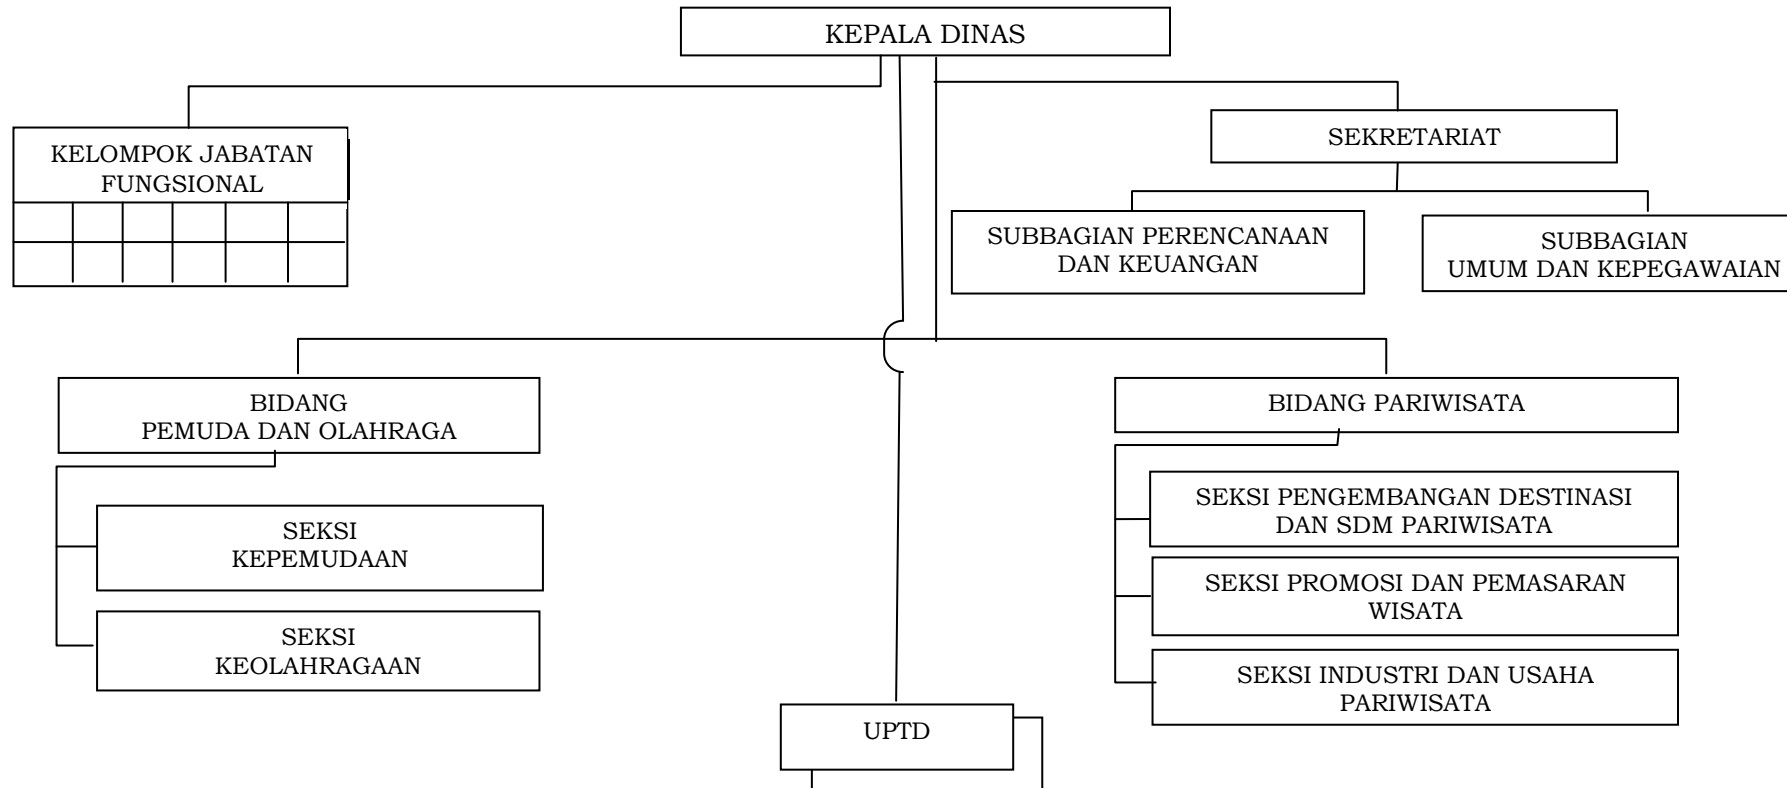 KEPALA DINAS
KELOMPOK JABATAN
FUNGSIONAL
SEKRETARIAT
SUBBAGIAN PERENCANAAN
DAN KEUANGAN
SUBBAGIAN
UMUM DAN KEPEGAWAIAN
BIDANG
PEMUDA DAN OLAHRAGA
SEKSI
KEPEMUDAAN
SEKSI
KEOLAHRAGAAN
BIDANG PARIWISATA
SEKSI PENGEMBANGAN DESTINASI
DAN SDM PARIWISATA
SEKSI PROMOSI DAN PEMASARAN
WISATA
SEKSI INDUSTRI DAN USAHA
PARIWISATA
UPTD